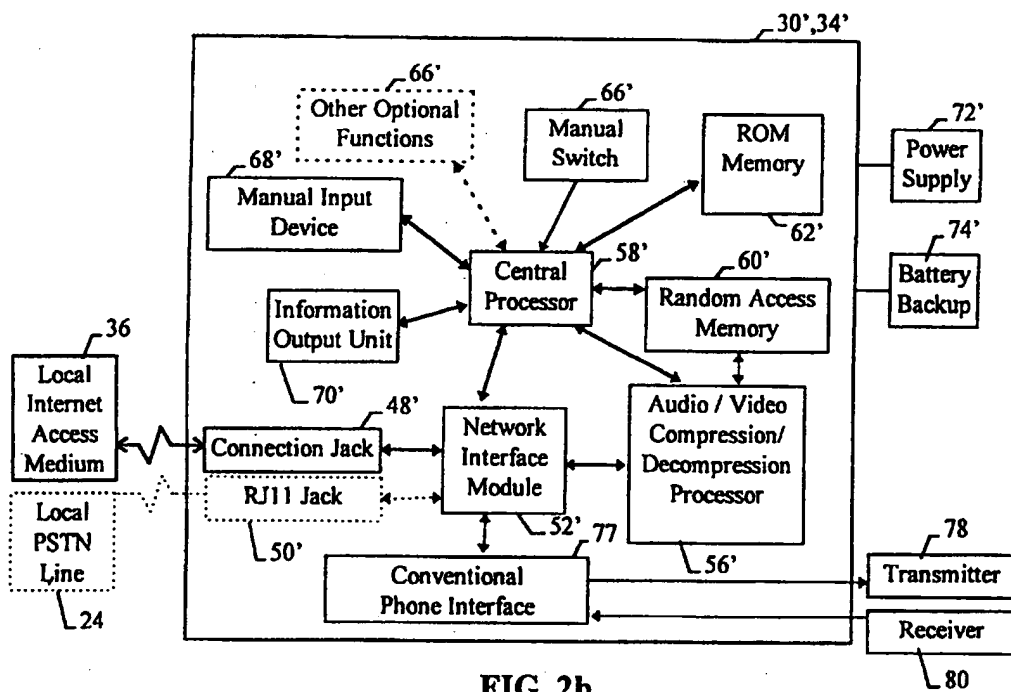 30',34'
66'
Other Optional
Functions
66'
Manual
Switch
ROM
Memory
62'
72'
Power
Supply
68'
Manual Input
Device
58'
Central
Processor
60'
Random Access
Memory
74'
Battery
Backup
Information
Output Unit
70'
36
Local
Internet
Access
Medium
48'
Connection Jack
Network
Interface
Module
52'
Audio / Video
Compression/
Decompression
Processor
56'
RJ11 Jack
50'
Local
PSTN
Line
24
77
Conventional
Phone Interface
78
Transmitter
Receiver
80
FIG. 2b